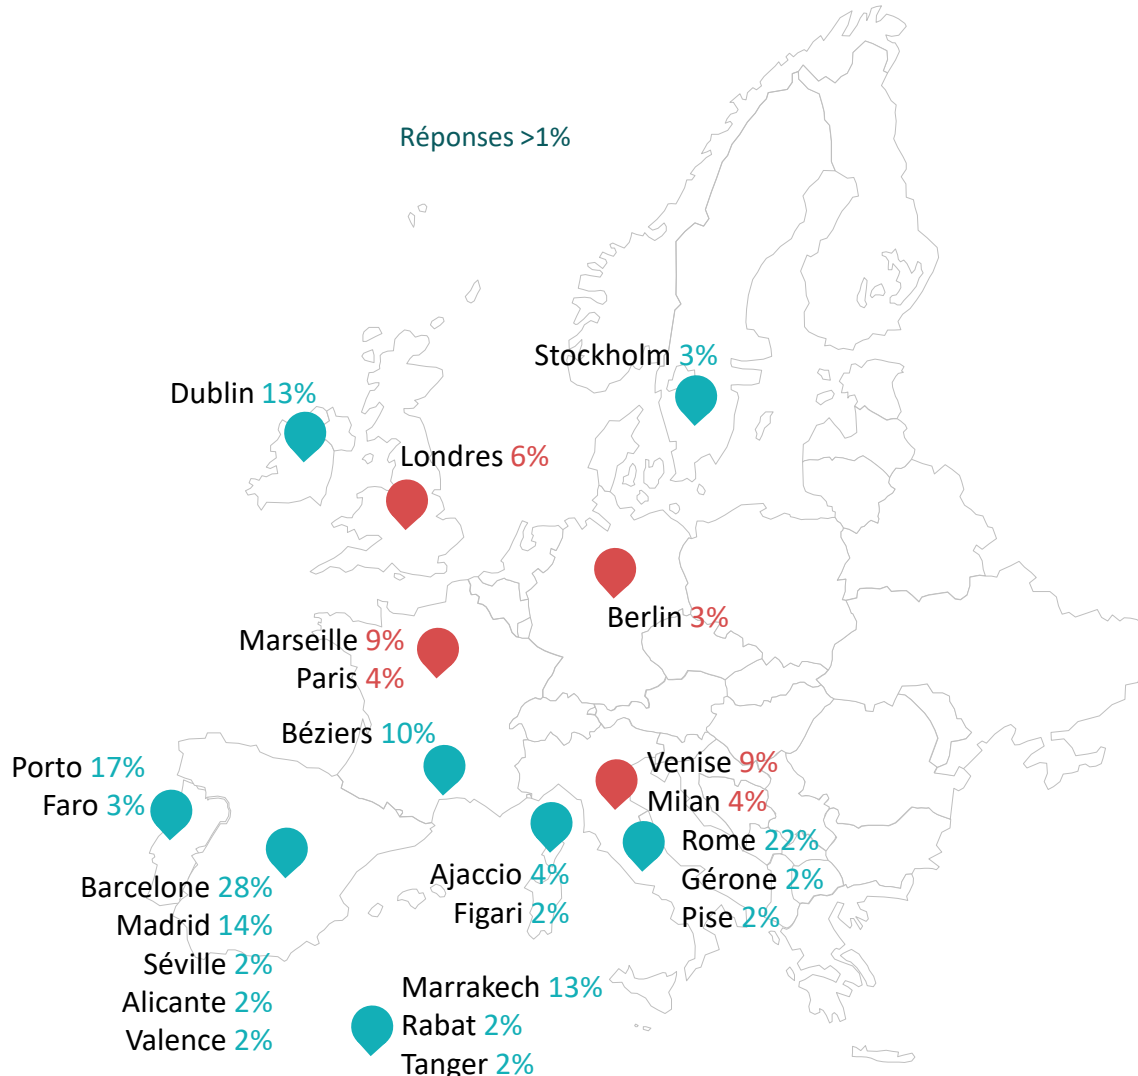 Réponses >1%
Stockholm 3%
Dublin 13%
Londres 6%
Berlin 3%
Marseille 9%
Paris 4%
Béziers 10%
Porto 17%
Faro 3%
Venise 9%
Milan 4%
Rome 22%
Gérone 2%
Pise 2%
Ajaccio 4%
Figari 2%
Barcelone 28%
Madrid 14%
Séville 2%
Alicante 2%
Valence 2%
Marrakech 13%
Rabat 2%
Tanger 2%